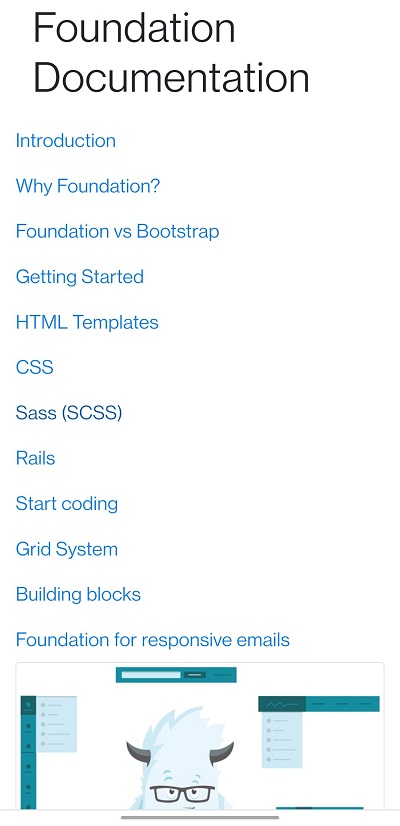 Foundation
Documentation
Introduction
Why Foundation?
Foundation vs Bootstrap
Getting Started
HTML Templates
CSS
Sass (SCSS)
Rails
Start coding
Grid System
Building blocks
Foundation for responsive emails